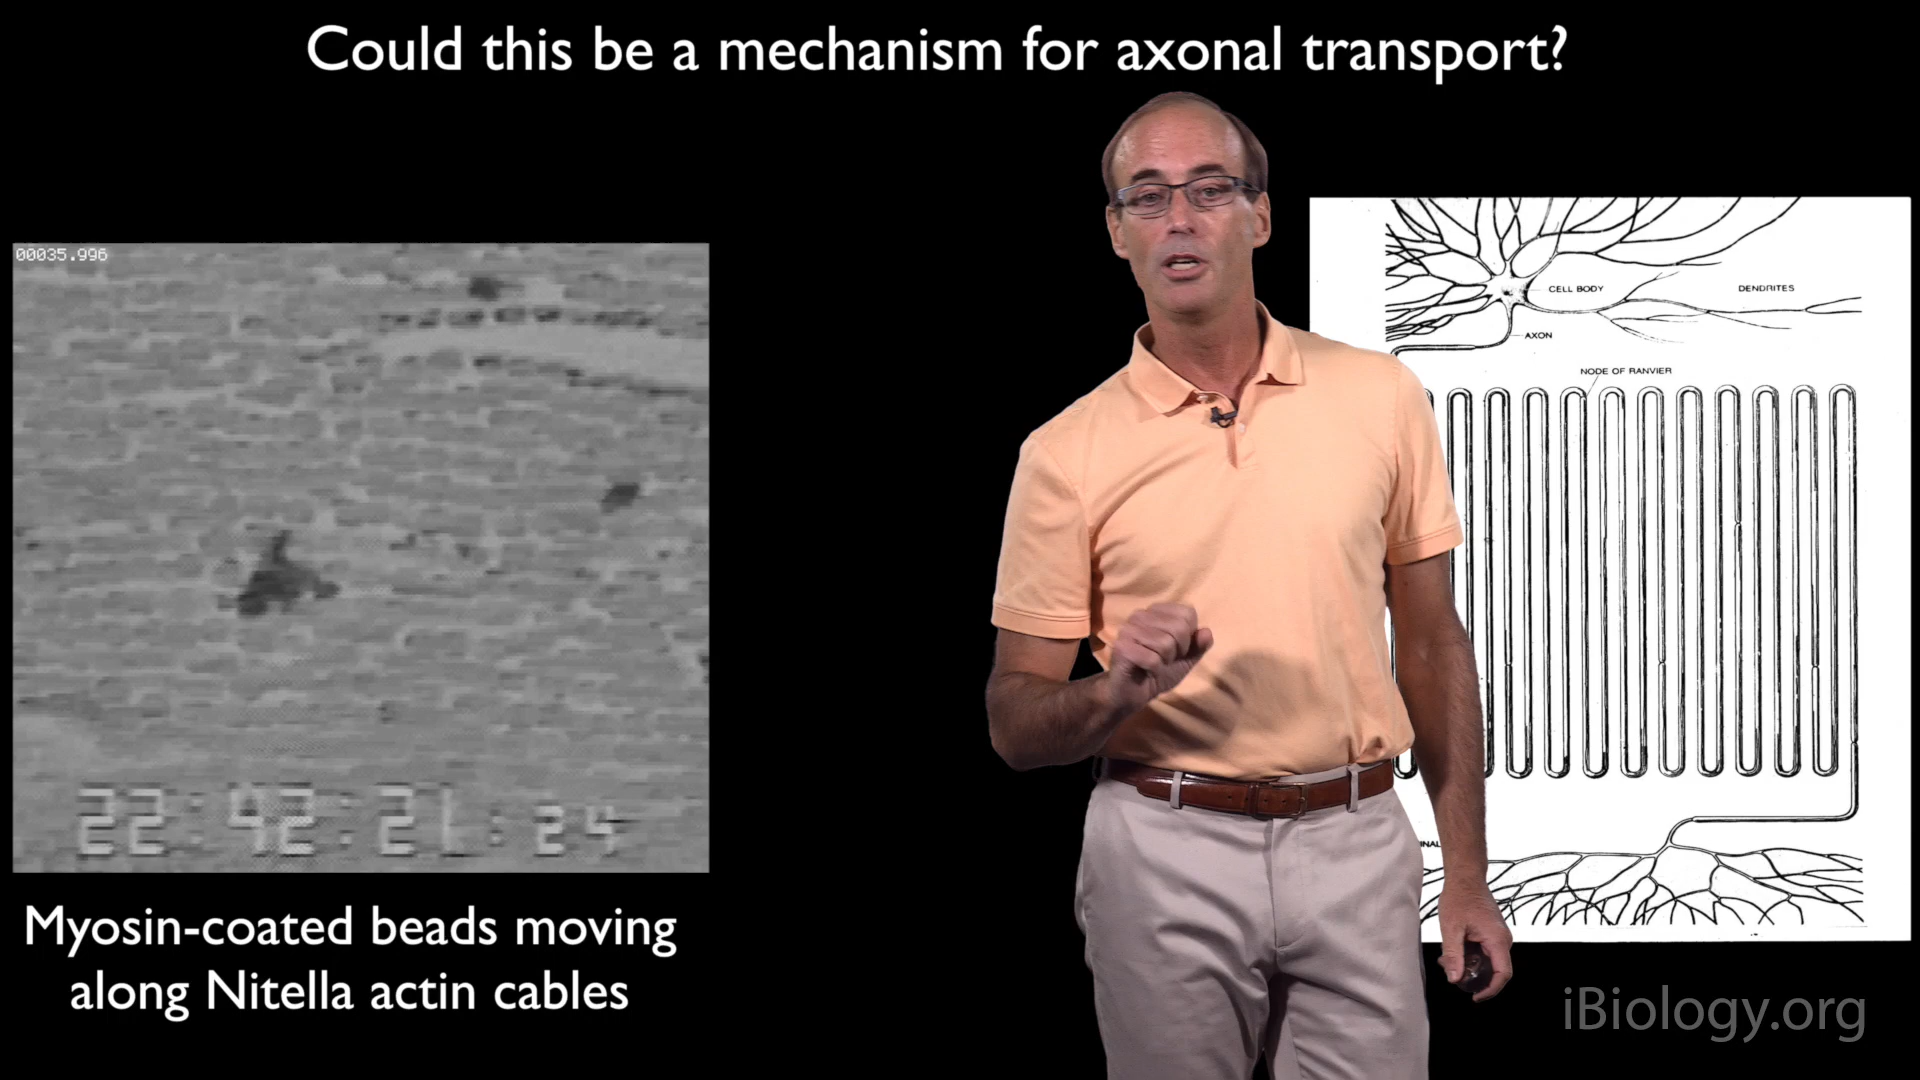 Could this be a mechanism for axonal transport?
00035.996
CELL BODY
DENDRITES
AXON
NODE OF RANVIER
22:42:21:24
Myosin-coated beads moving
along Nitella actin cables
iBiology.org